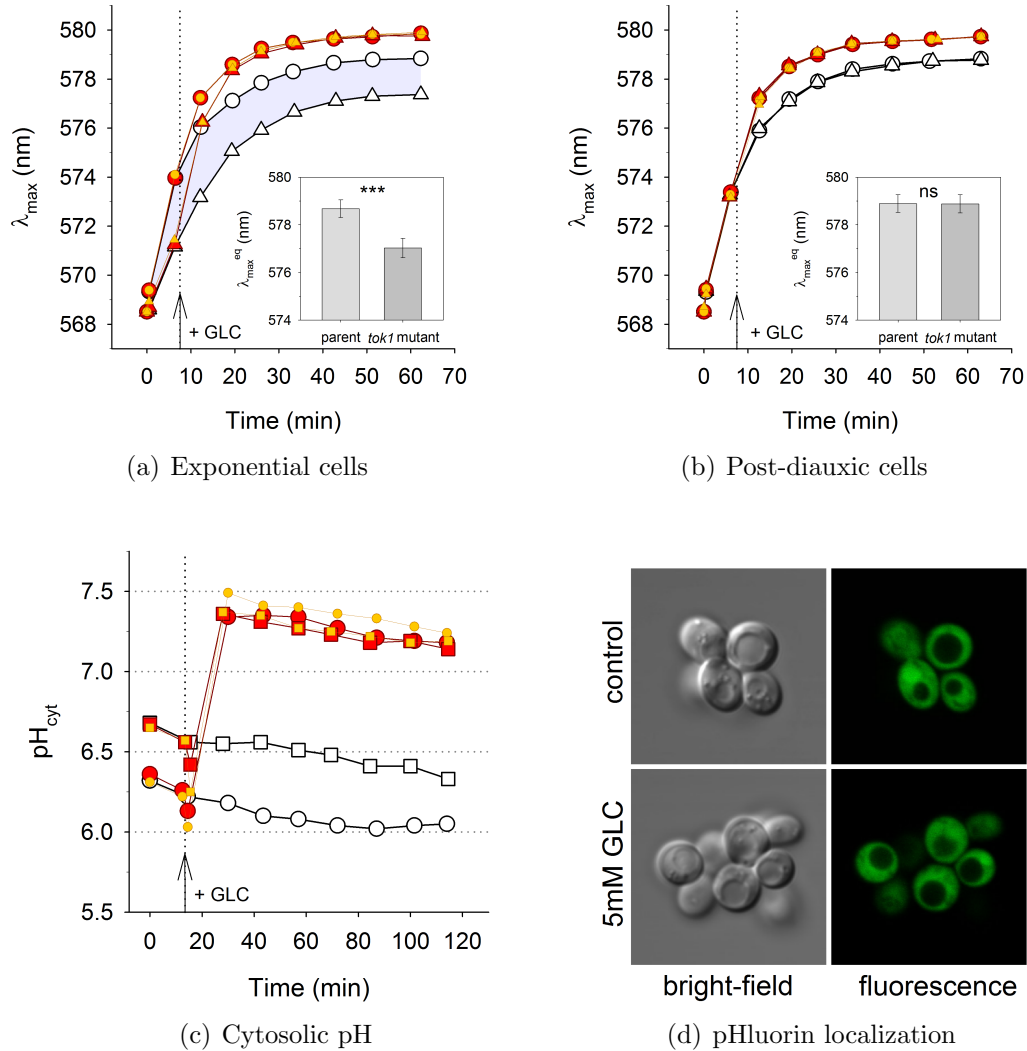 580
578
576
574
572
570
568
λmax (nm)
0 10 20 30 40 50 60 70
Time (min)
+ GLC
580
578
576
574
λmax^eq (nm)
***
parent tok1 mutant
(a) Exponential cells
580
578
576
574
572
570
568
λmax (nm)
0 10 20 30 40 50 60 70
Time (min)
+ GLC
580
578
576
574
λmax^eq (nm)
ns
parent tok1 mutant
(b) Post-diauxic cells
7.5
7.0
6.5
6.0
5.5
pHcyt
+ GLC
0 20 40 60 80 100 120
Time (min)
(c) Cytosolic pH
control
5mM GLC
bright-field fluorescence
(d) pHluorin localization